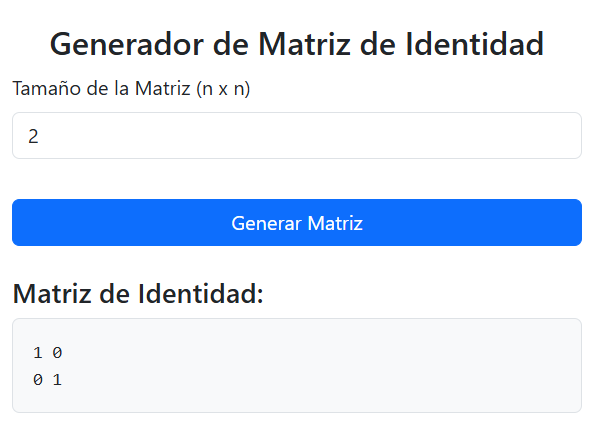 Generador de Matriz de Identidad
Tamaño de la Matriz (n x n)
2
Generar Matriz
Matriz de Identidad:
1 0
0 1